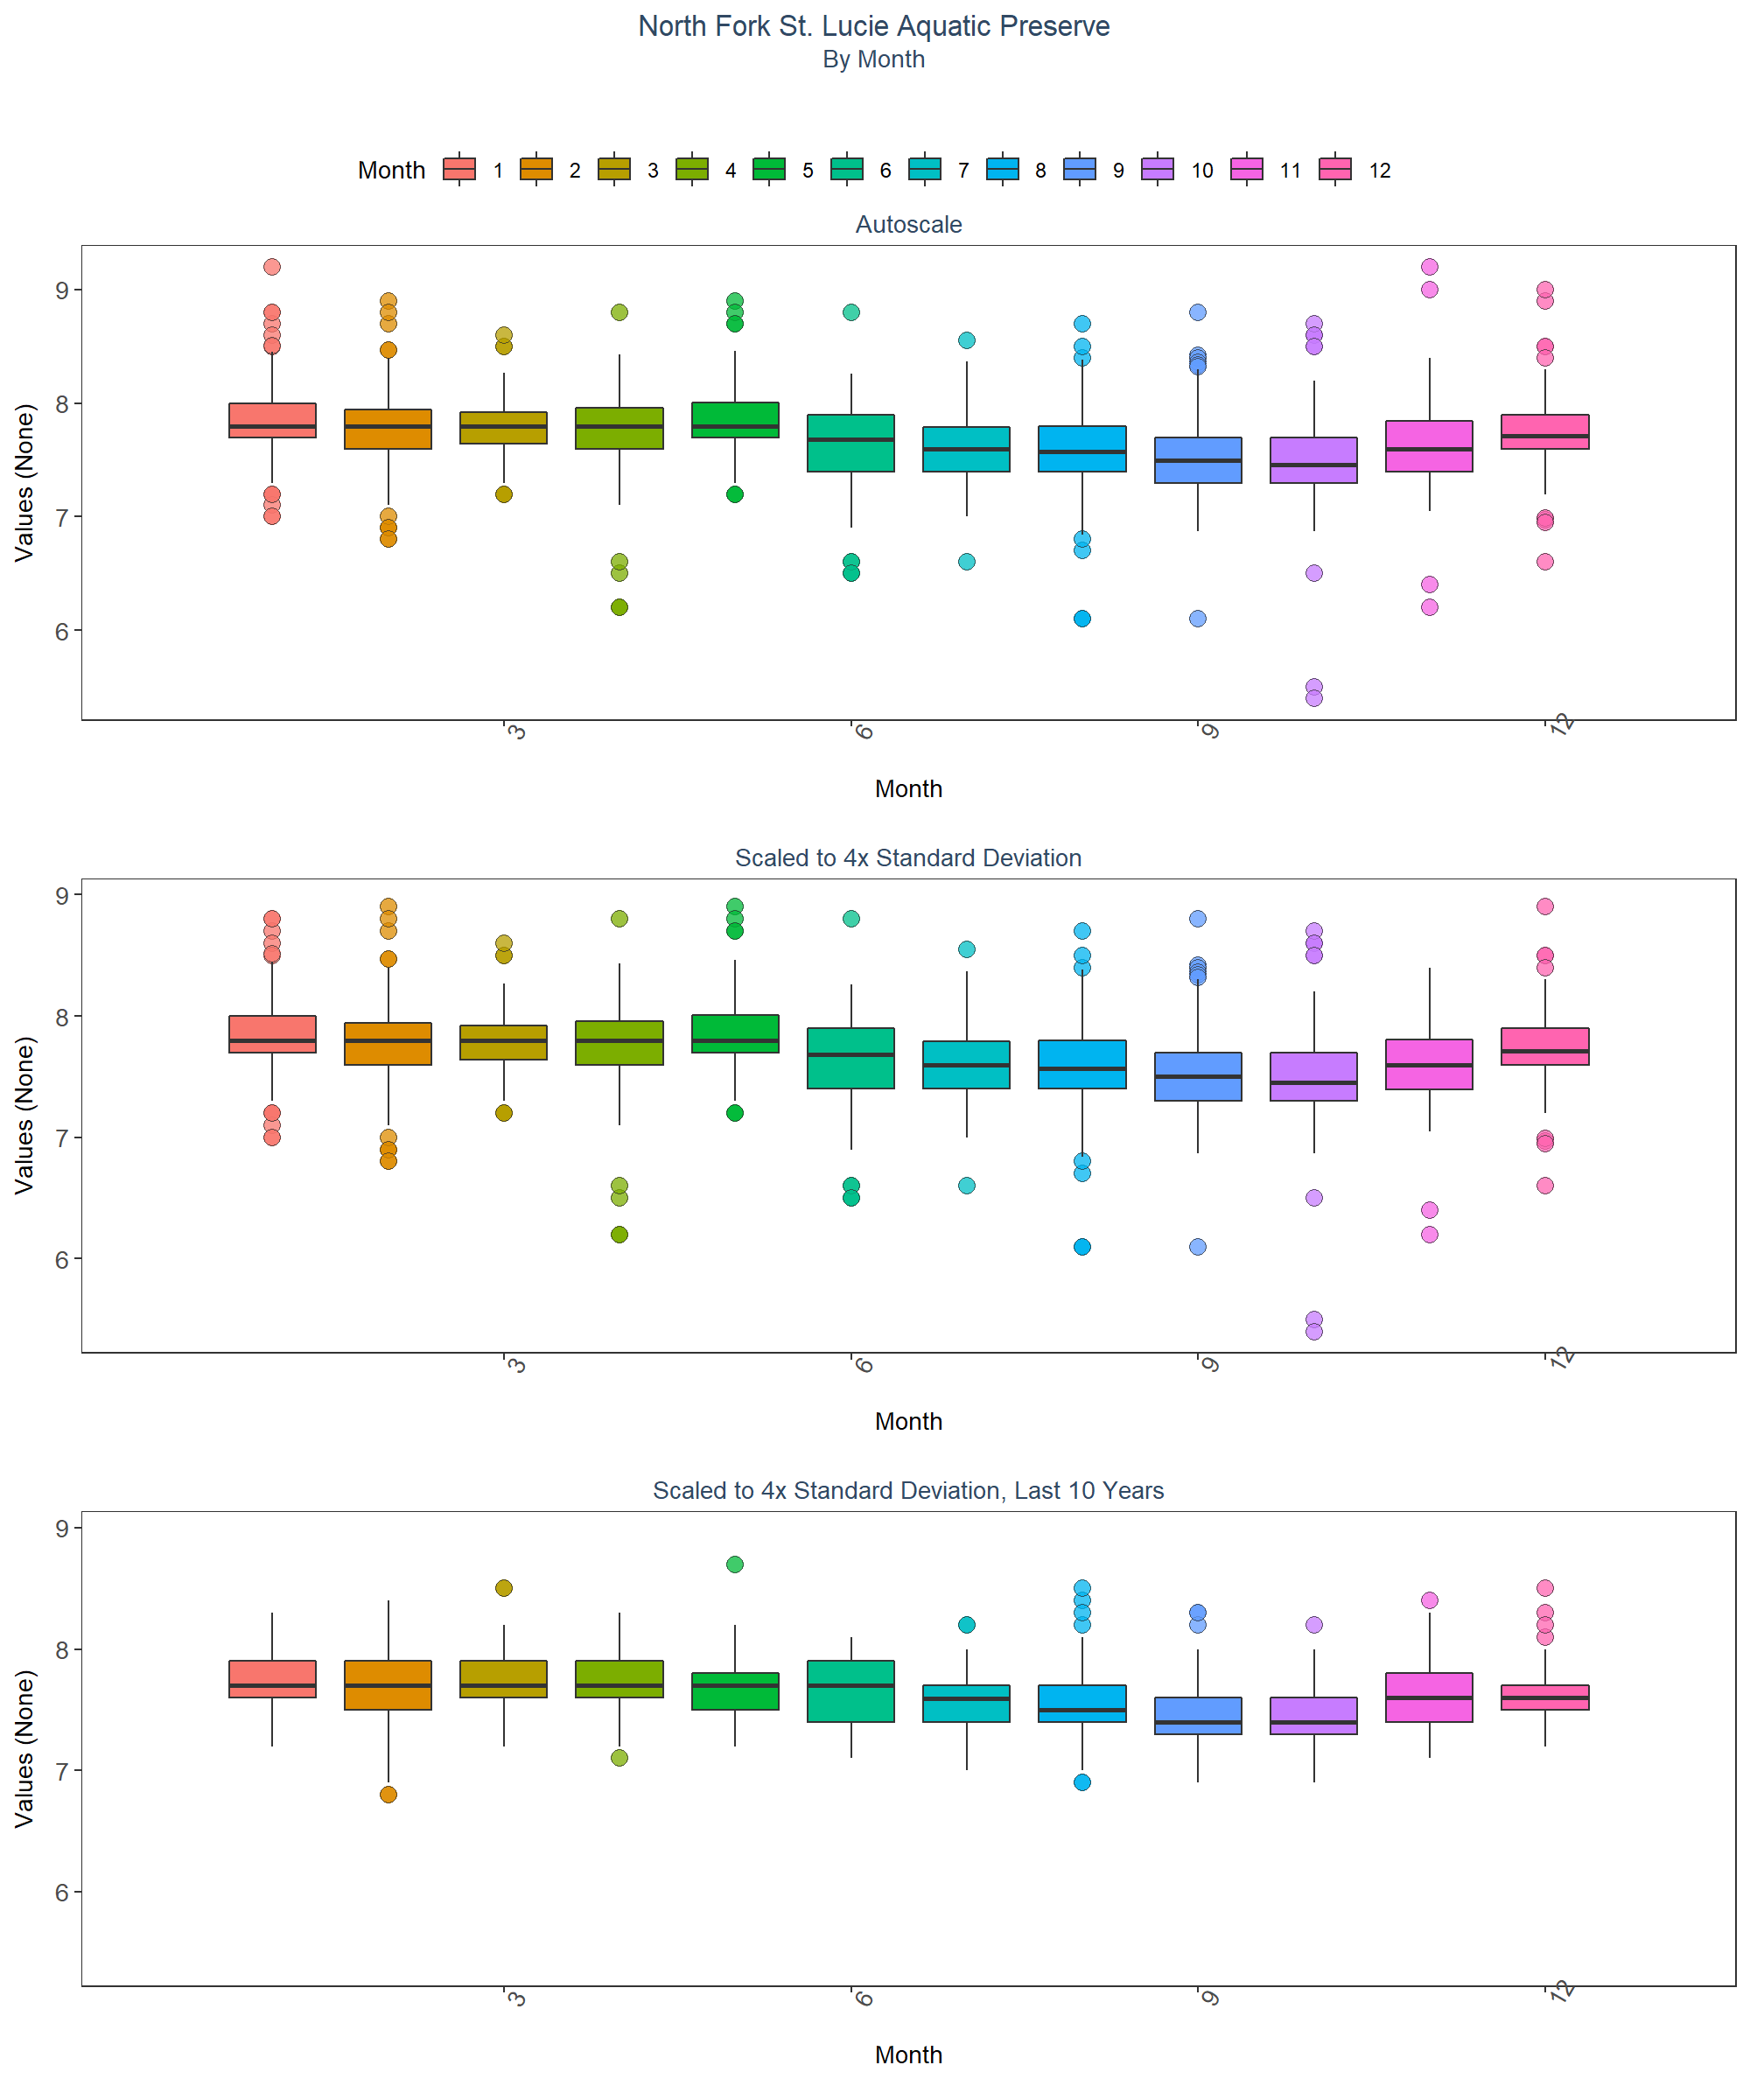 North Fork St. Lucie Aquatic Preserve
By Month
Month 1 2 3 4 5 6 7 8 9 10 11 12
Autoscale
Values (None)
9
8
7
6
3 6 9 12
Month
Scaled to 4x Standard Deviation
Values (None)
9
8
7
6
3 6 9 12
Month
Scaled to 4x Standard Deviation, Last 10 Years
Values (None)
9
8
7
6
3 6 9 12
Month